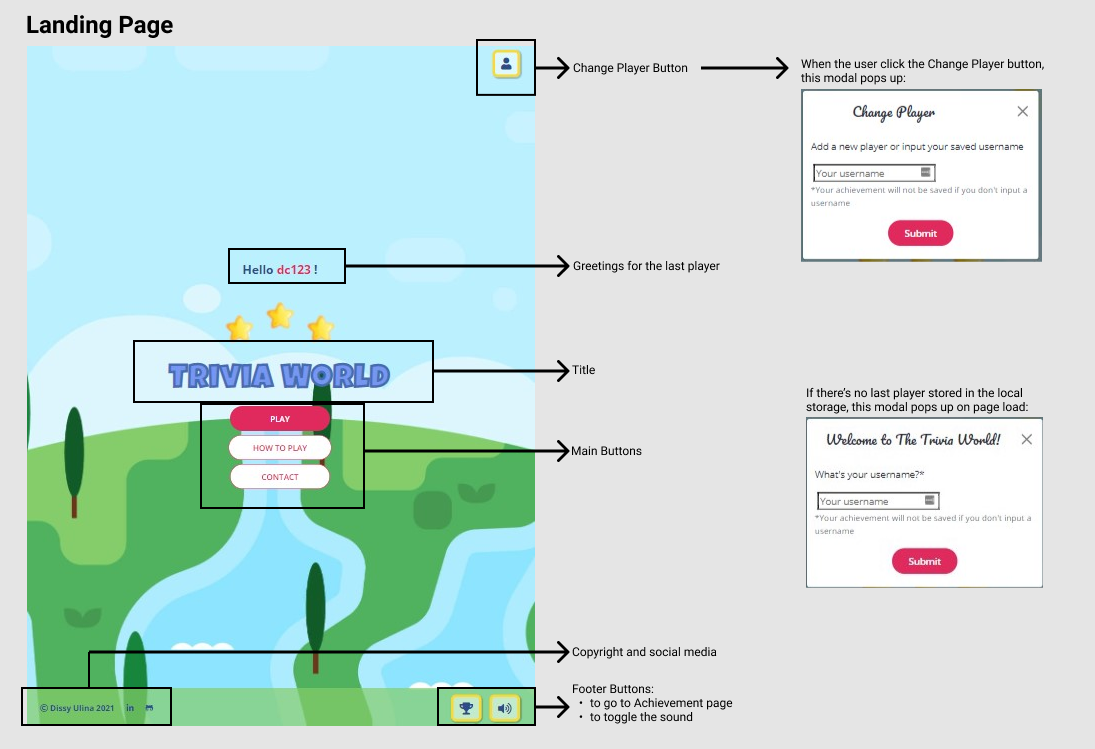 Landing Page
Change Player Button
When the user click the Change Player button,
this modal pops up:
Change Player
Add a new player or input your saved username
Your username
*Your achievement will not be saved if you don't input a
username
Submit
Hello dc123 !
Greetings for the last player
TRIVIA WORLD
Title
PLAY
HOW TO PLAY
CONTACT
Main Buttons
If there's no last player stored in the local
storage, this modal pops up on page load:
Welcome to The Trivia World!
What's your username?*
Your username
*Your achievement will not be saved if you don't input a
username
Submit
Copyright and social media
© Dissy Ulina 2021 in
Footer Buttons:
• to go to Achievement page
• to toggle the sound